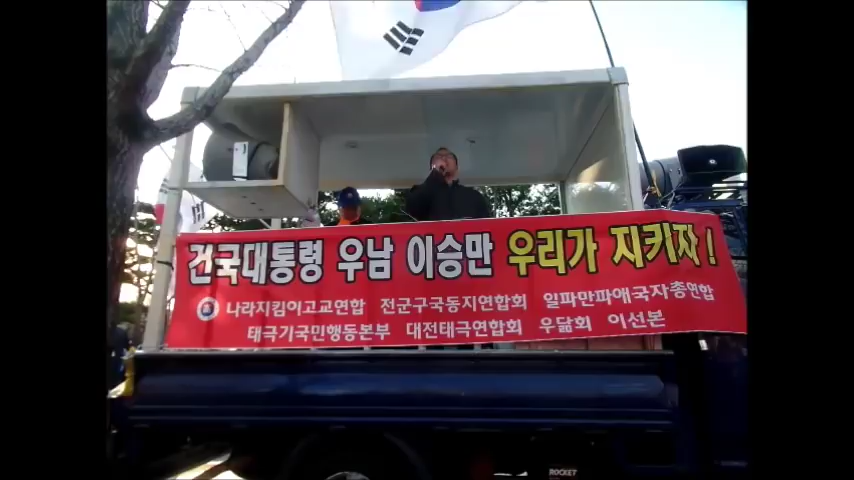 건국대통령 우남 이승만 우리가 지키자!
나라지킴이고교연합 전군구국동지연합회 일파만파애국자총연합
태극기국민행동본부 대전태극연합회 우닮회 이선본
ROCKET